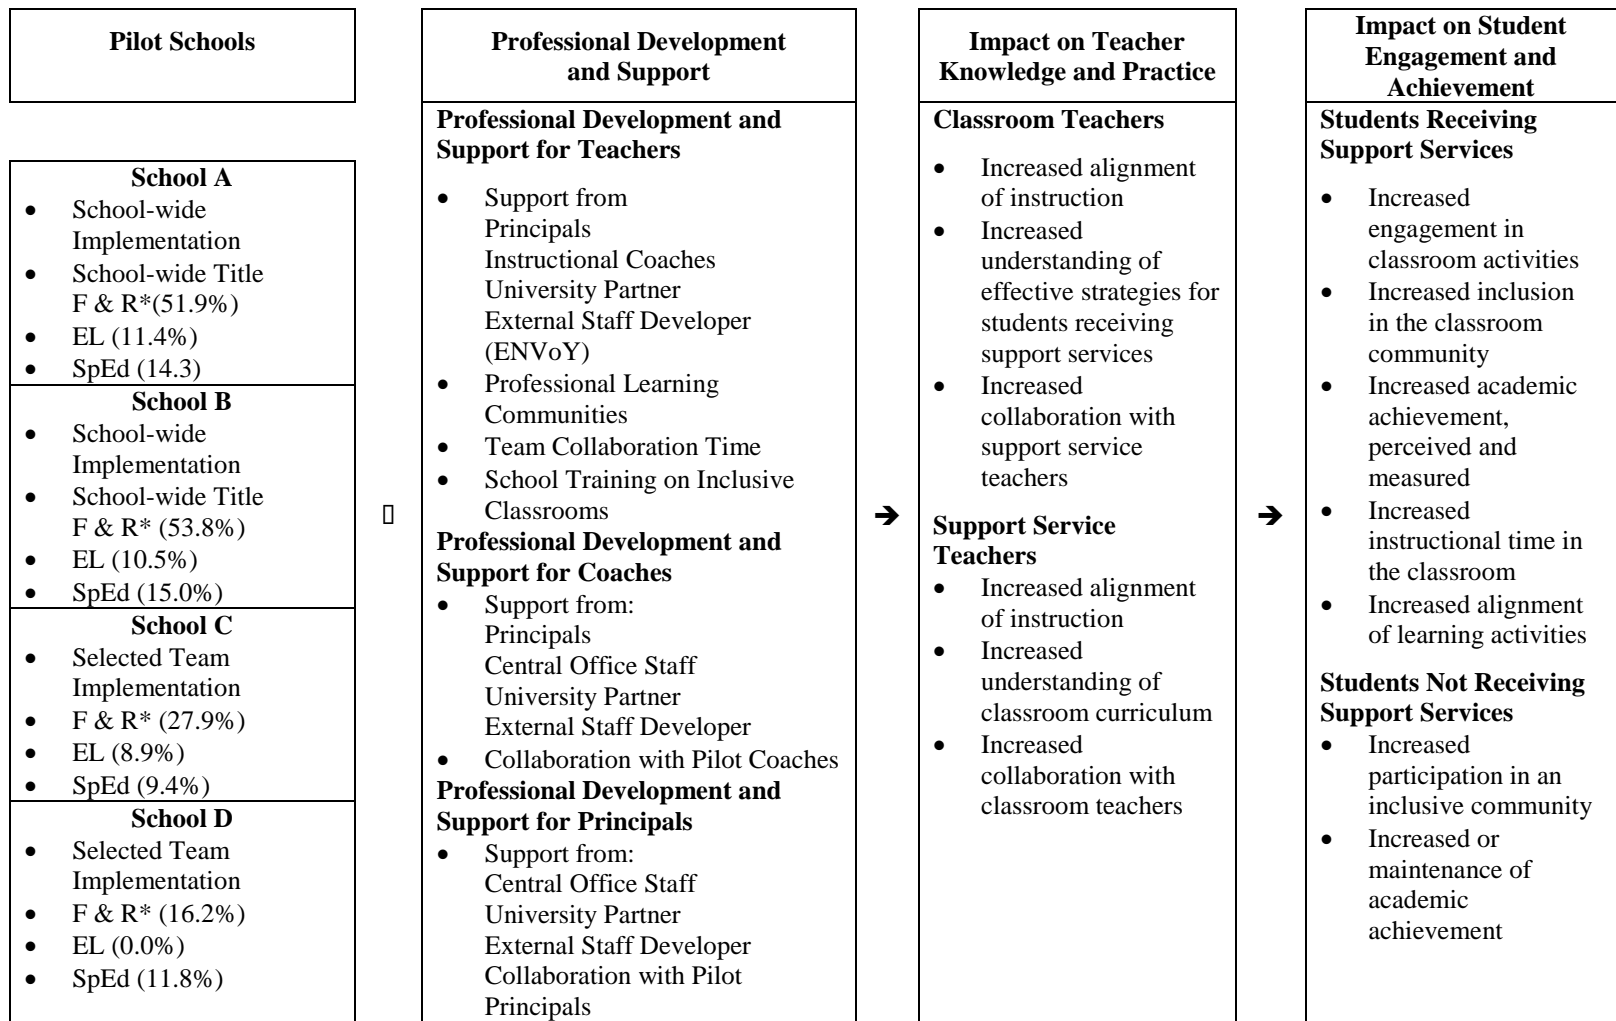 Pilot Schools
School A
• School-wide
Implementation
• School-wide Title
F & R*(51.9%)
• EL (11.4%)
• SpEd (14.3)
School B
• School-wide
Implementation
• School-wide Title
F & R* (53.8%)
• EL (10.5%)
• SpEd (15.0%)
School C
• Selected Team
Implementation
• F & R* (27.9%)
• EL (8.9%)
• SpEd (9.4%)
School D
• Selected Team
Implementation
• F & R* (16.2%)
• EL (0.0%)
• SpEd (11.8%)
Professional Development
and Support
Professional Development and
Support for Teachers
• Support from
Principals
Instructional Coaches
University Partner
External Staff Developer
(ENVoY)
• Professional Learning
Communities
• Team Collaboration Time
• School Training on Inclusive
Classrooms
Professional Development and
Support for Coaches
• Support from:
Principals
Central Office Staff
University Partner
External Staff Developer
• Collaboration with Pilot Coaches
Professional Development and
Support for Principals
• Support from:
Central Office Staff
University Partner
External Staff Developer
Collaboration with Pilot
Principals
➔
Impact on Teacher
Knowledge and Practice
Classroom Teachers
• Increased alignment
of instruction
• Increased
understanding of
effective strategies for
students receiving
support services
• Increased
collaboration with
support service
teachers
Support Service
Teachers
• Increased alignment
of instruction
• Increased
understanding of
classroom curriculum
• Increased
collaboration with
classroom teachers
➔
Impact on Student
Engagement and
Achievement
Students Receiving
Support Services
• Increased
engagement in
classroom activities
• Increased inclusion
in the classroom
community
• Increased academic
achievement,
perceived and
measured
• Increased
instructional time in
the classroom
• Increased alignment
of learning activities
Students Not Receiving
Support Services
• Increased
participation in an
inclusive community
• Increased or
maintenance of
academic
achievement